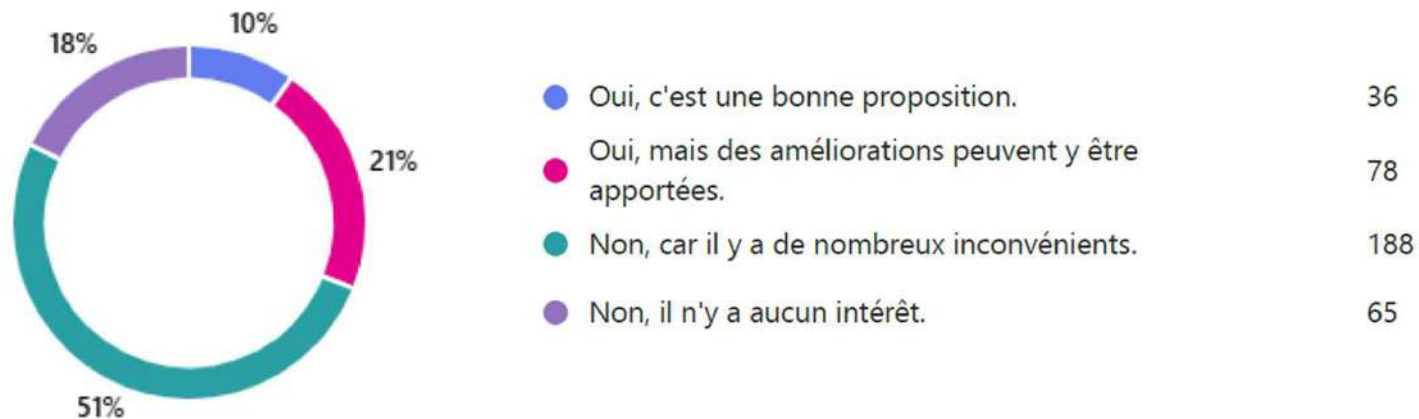 10%
18%
21%
51%
Oui, c'est une bonne proposition. 36
Oui, mais des améliorations peuvent y être
apportées. 78
Non, car il y a de nombreux inconvénients. 188
Non, il n'y a aucun intérêt. 65